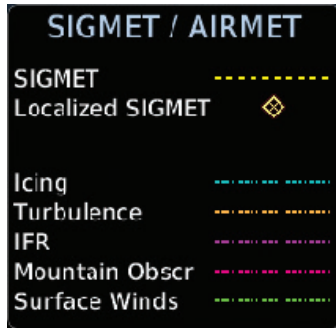 SIGMET / AIRMET
SIGMET
Localized SIGMET
Icing
Turbulence
IFR
Mountain Obscr
Surface Winds